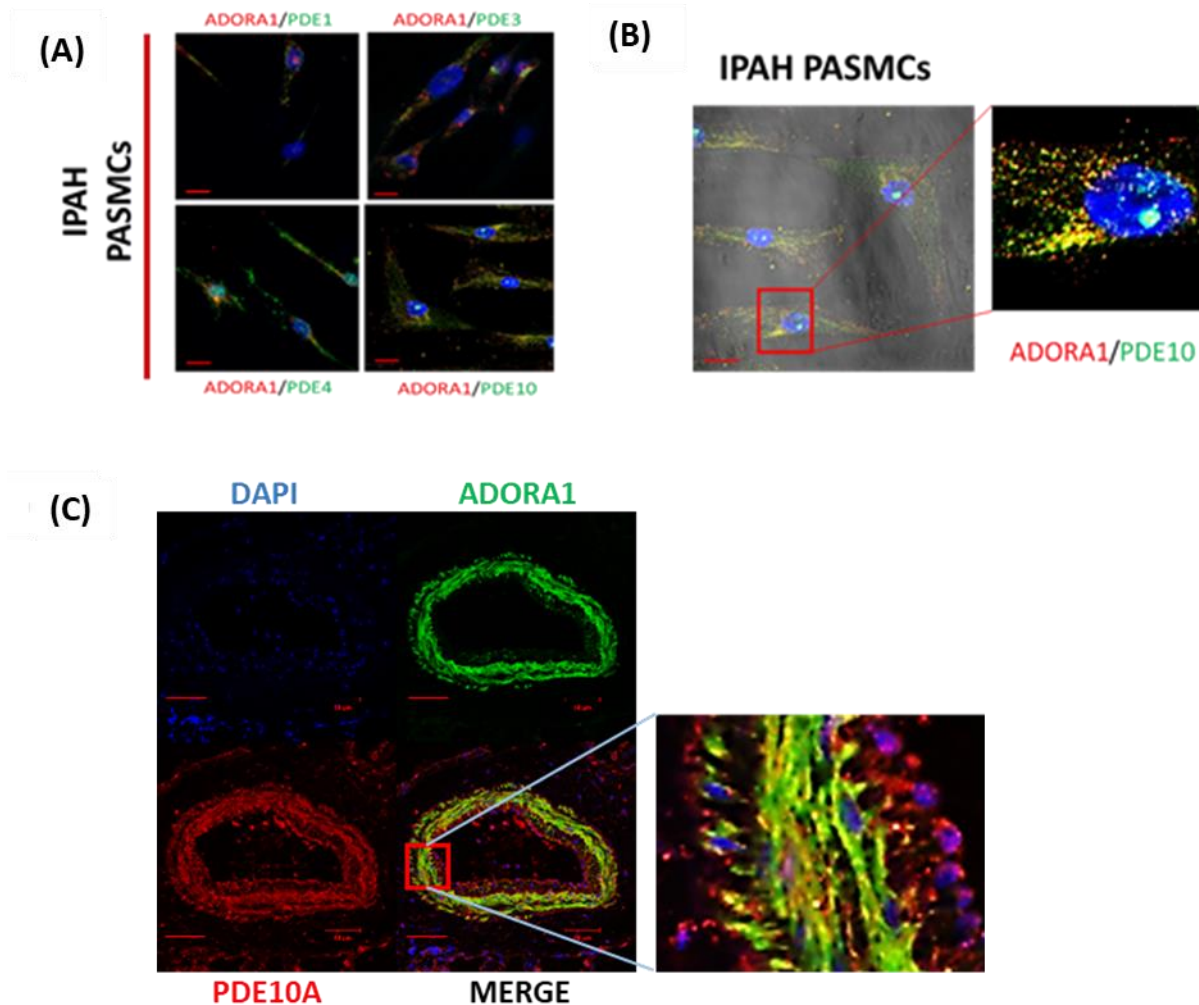 (A)
ADORA1/PDE1
ADORA1/PDE3
IPAH
PASMCs
ADORA1/PDE4
ADORA1/PDE10
(B)
IPAH PASMCs
ADORA1/PDE10
(C)
DAPI
ADORA1
PDE10A
MERGE